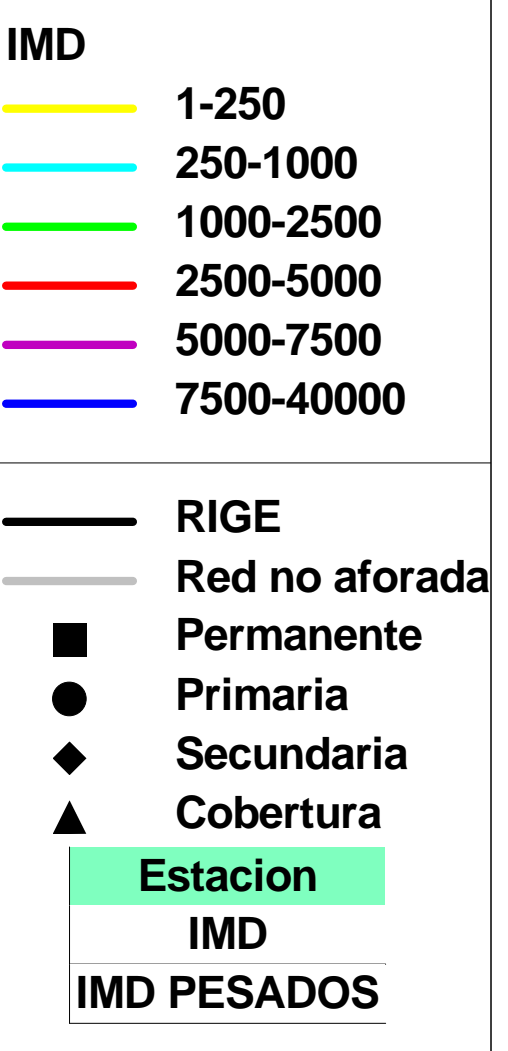 IMD
1-250
250-1000
1000-2500
2500-5000
5000-7500
7500-40000
RIGE
Red no aforada
Permanente
Primaria
Secundaria
Cobertura
Estacion
IMD
IMD PESADOS